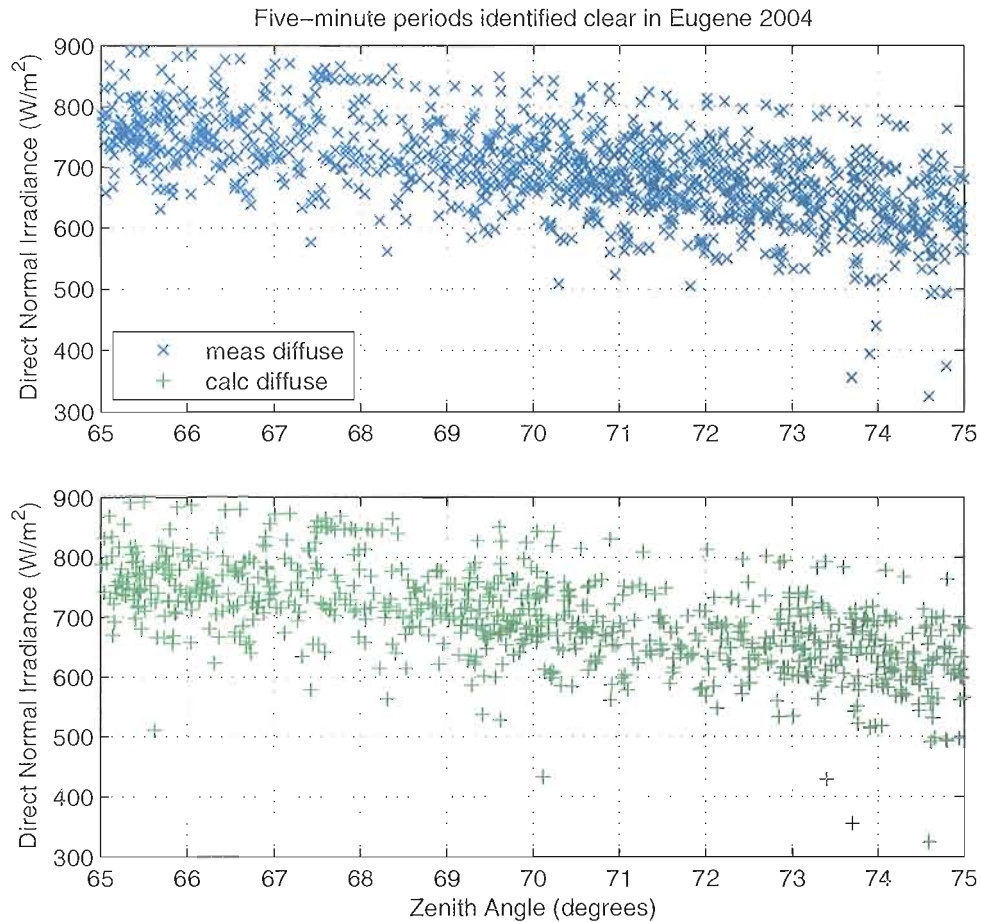 Five−minute periods identified clear in Eugene 2004
Direct Normal Irradiance (W/m²)
900
800
700
600
500
400
300
meas diffuse
calc diffuse
65 66 67 68 69 70 71 72 73 74 75
Direct Normal Irradiance (W/m²)
900
800
700
600
500
400
300
65 66 67 68 69 70 71 72 73 74 75
Zenith Angle (degrees)